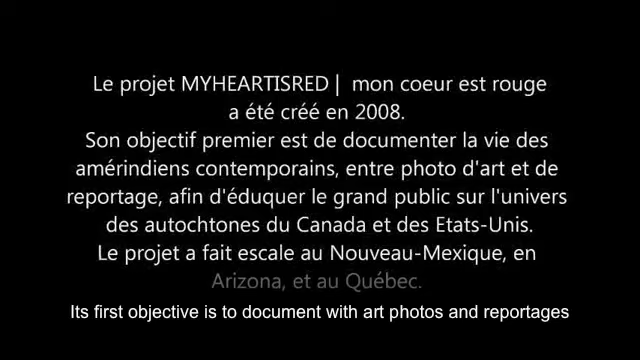 Le projet MYHEARTISRED | mon coeur est rouge
a été créé en 2008.
Son objectif premier est de documenter la vie des
amérindiens contemporains, entre photo d'art et de
reportage, afin d'éduquer le grand public sur l'univers
des autochtones du Canada et des Etats-Unis.
Le projet a fait escale au Nouveau-Mexique, en
Arizona, et au Québec.
Its first objective is to document with art photos and reportages